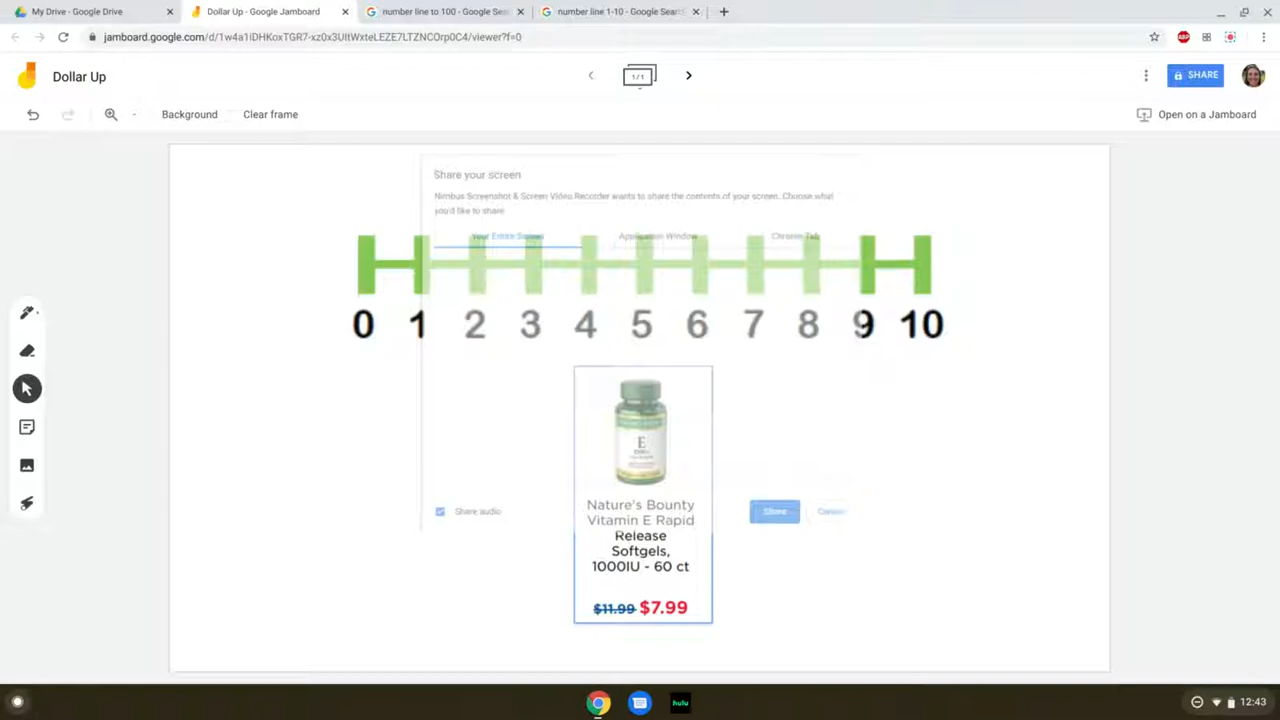 My Drive - Google Drive
Dollar Up - Google Jamboard
number line to 100 - Google Sea
number line 1-10 - Google Searc
jamboard.google.com/d/1w4a1iDHKoxTGR7-xz0x3UItWxteLEZE7LTZNCOrp0C4/viewer?f=0
ABP
Dollar Up
1/1
SHARE
Background
Clear frame
Open on a Jamboard
Share your screen
Nimbus Screenshot & Screen Video Recorder wants to share the contents of your screen. Choose what
you'd like to share
Your Entire Screen
Application Window
Chrome Tab
0 1 2 3 4 5 6 7 8 9 10
E
Share audio
Share
Cancel
Nature's Bounty
Vitamin E Rapid
Release
Softgels,
1000IU - 60 ct
$11.99 $7.99
hulu
12:43